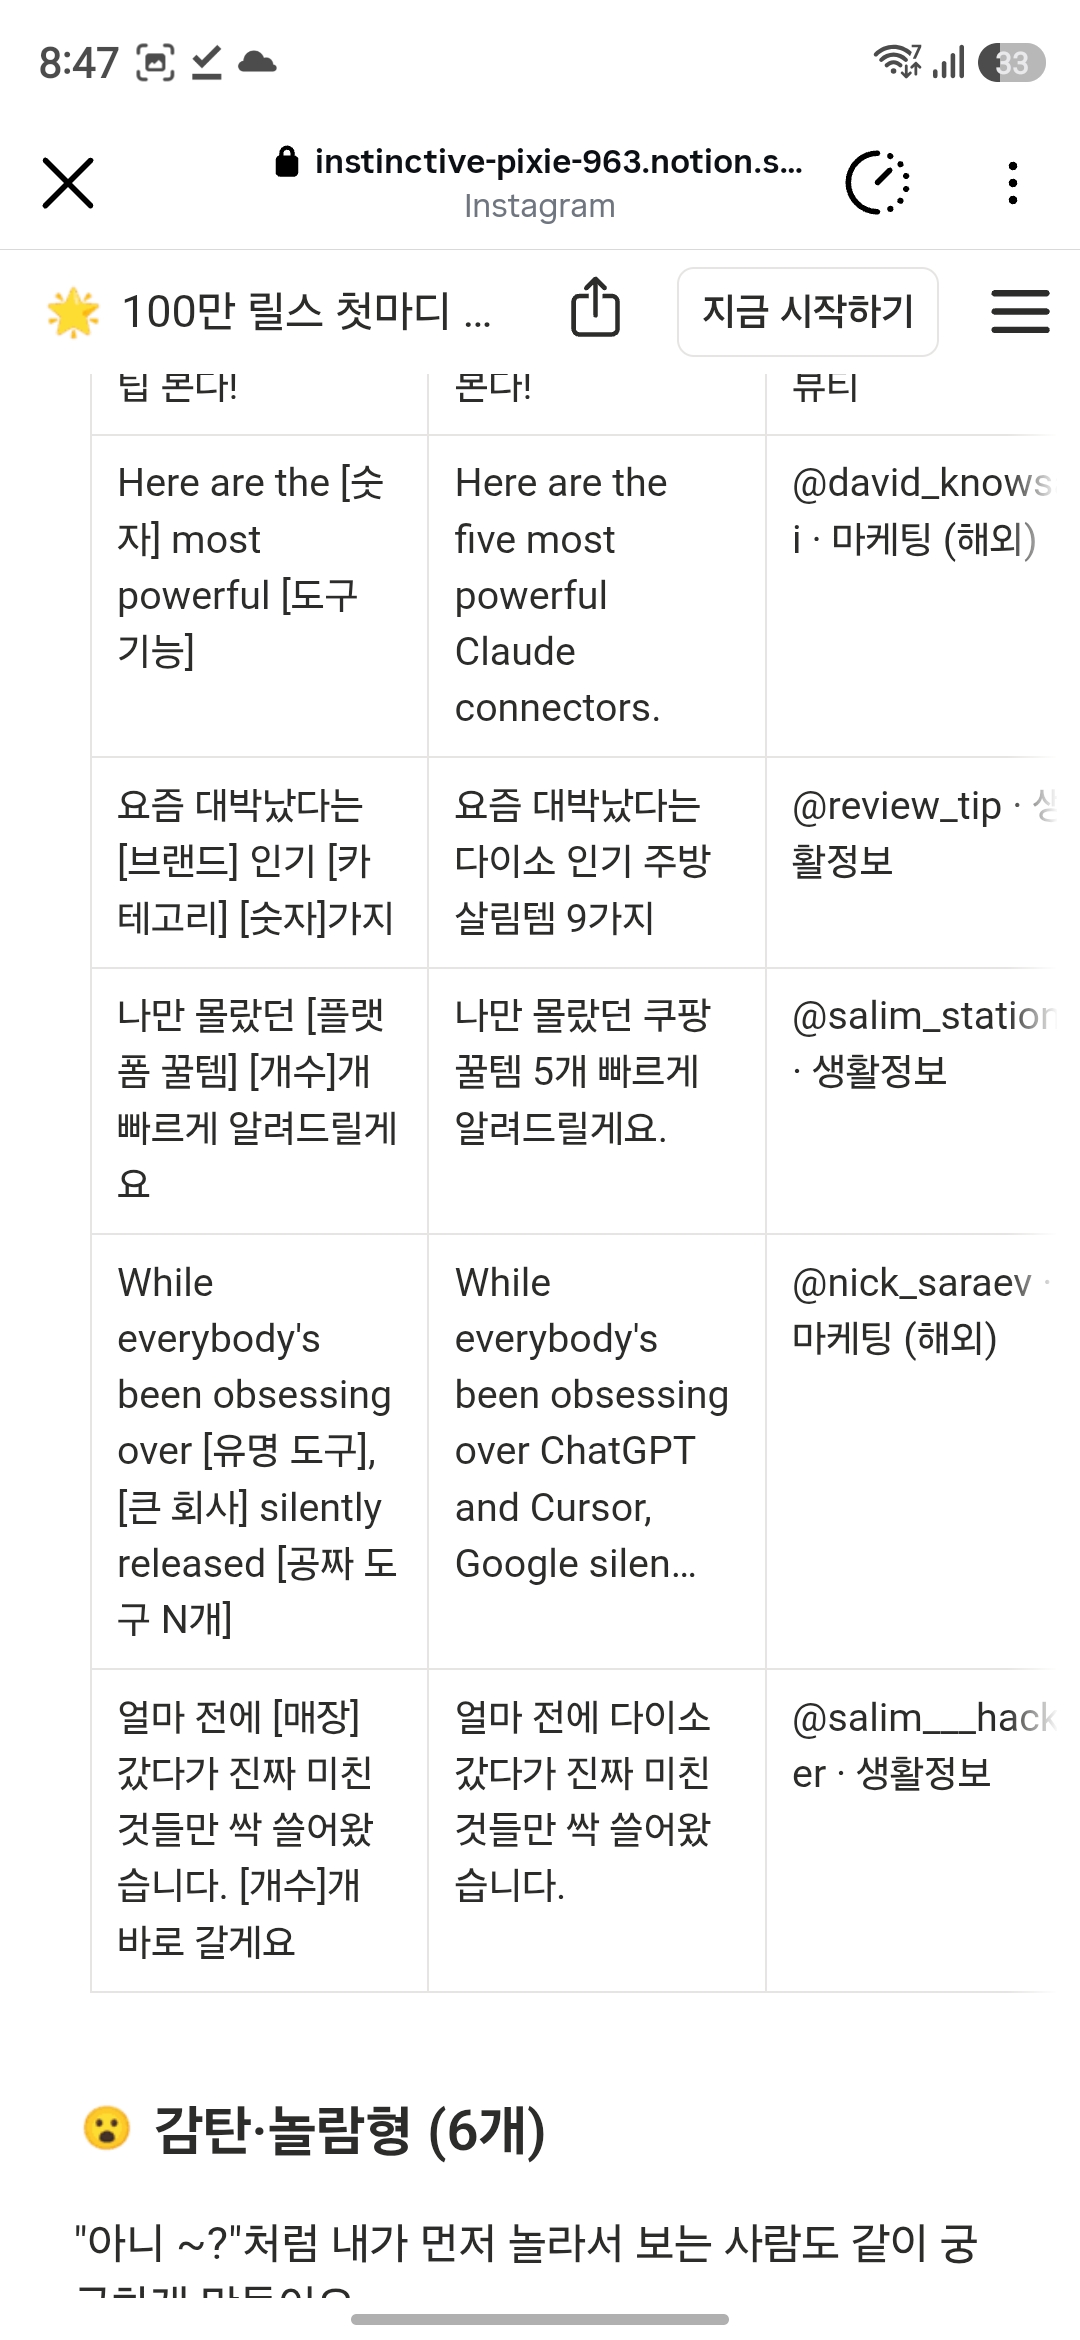 8:47
7
33
instinctive-pixie-963.notion.s...
Instagram
100만 릴스 첫마디 ...
지금 시작하기
팁 본다!
본다!
뷰티
Here are the [숫
자] most
powerful [도구
기능]
Here are the
five most
powerful
Claude
connectors.
@david_knows
i · 마케팅 (해외)
요즘 대박났다는
[브랜드] 인기 [카
테고리] [숫자]가지
요즘 대박났다는
다이소 인기 주방
살림템 9가지
@review_tip · 생
활정보
나만 몰랐던 [플랫
폼 꿀템] [개수]개
빠르게 알려드릴게
요
나만 몰랐던 쿠팡
꿀템 5개 빠르게
알려드릴게요.
@salim_station
· 생활정보
While
everybody's
been obsessing
over [유명 도구],
[큰 회사] silently
released [공짜 도
구 N개]
While
everybody's
been obsessing
over ChatGPT
and Cursor,
Google silen...
@nick_saraev ·
마케팅 (해외)
얼마 전에 [매장]
갔다가 진짜 미친
것들만 싹 쓸어왔
습니다. [개수]개
바로 갈게요
얼마 전에 다이소
갔다가 진짜 미친
것들만 싹 쓸어왔
습니다.
@salim___hack
er · 생활정보
감탄·놀람형 (6개)
"아니 ~?"처럼 내가 먼저 놀라서 보는 사람도 같이 궁